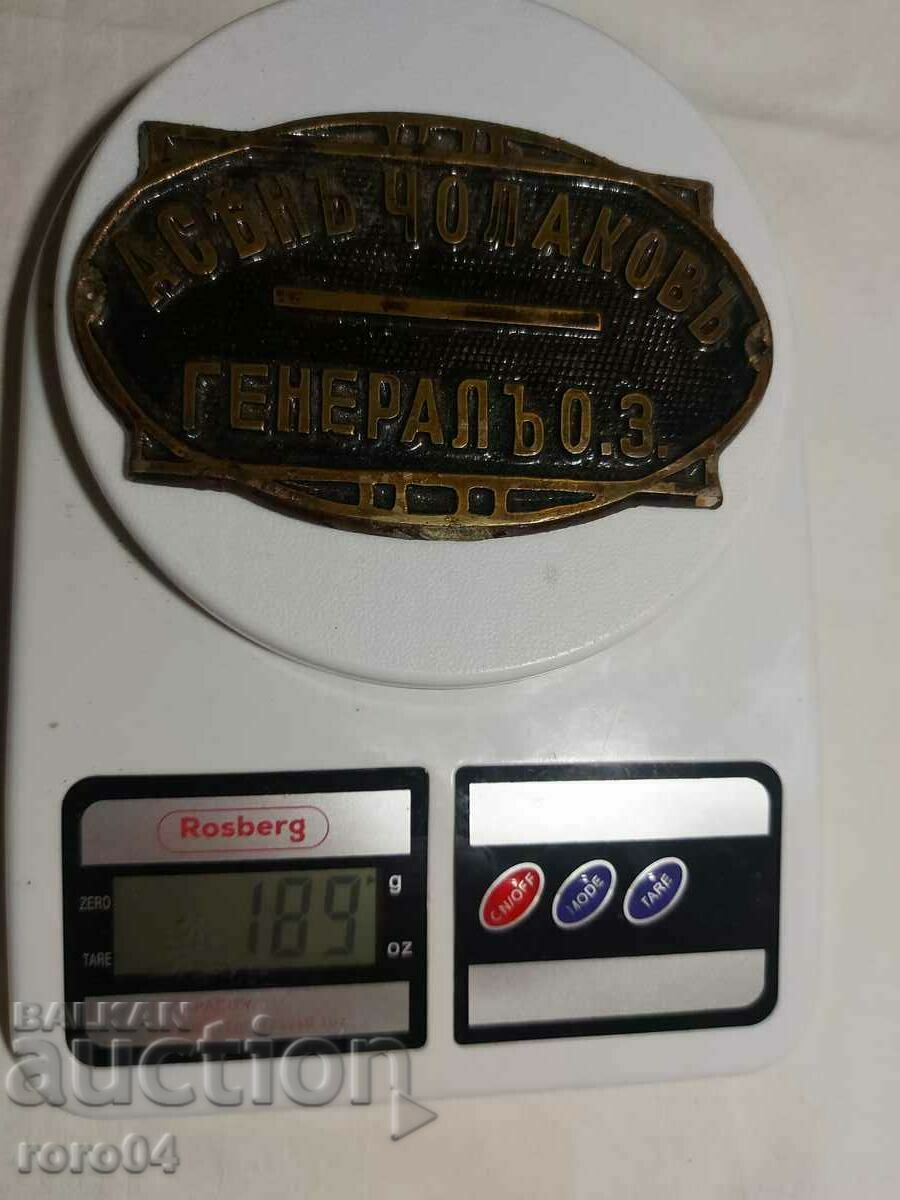 АСѢНЪ ЧОЛАКОВЪ
ГЕНЕРАЛЪ О.З.
Rosberg
ZERO
189 g
TARE
oz
ON/OFF
MODE
TARE
BALKAN
auction
roro04